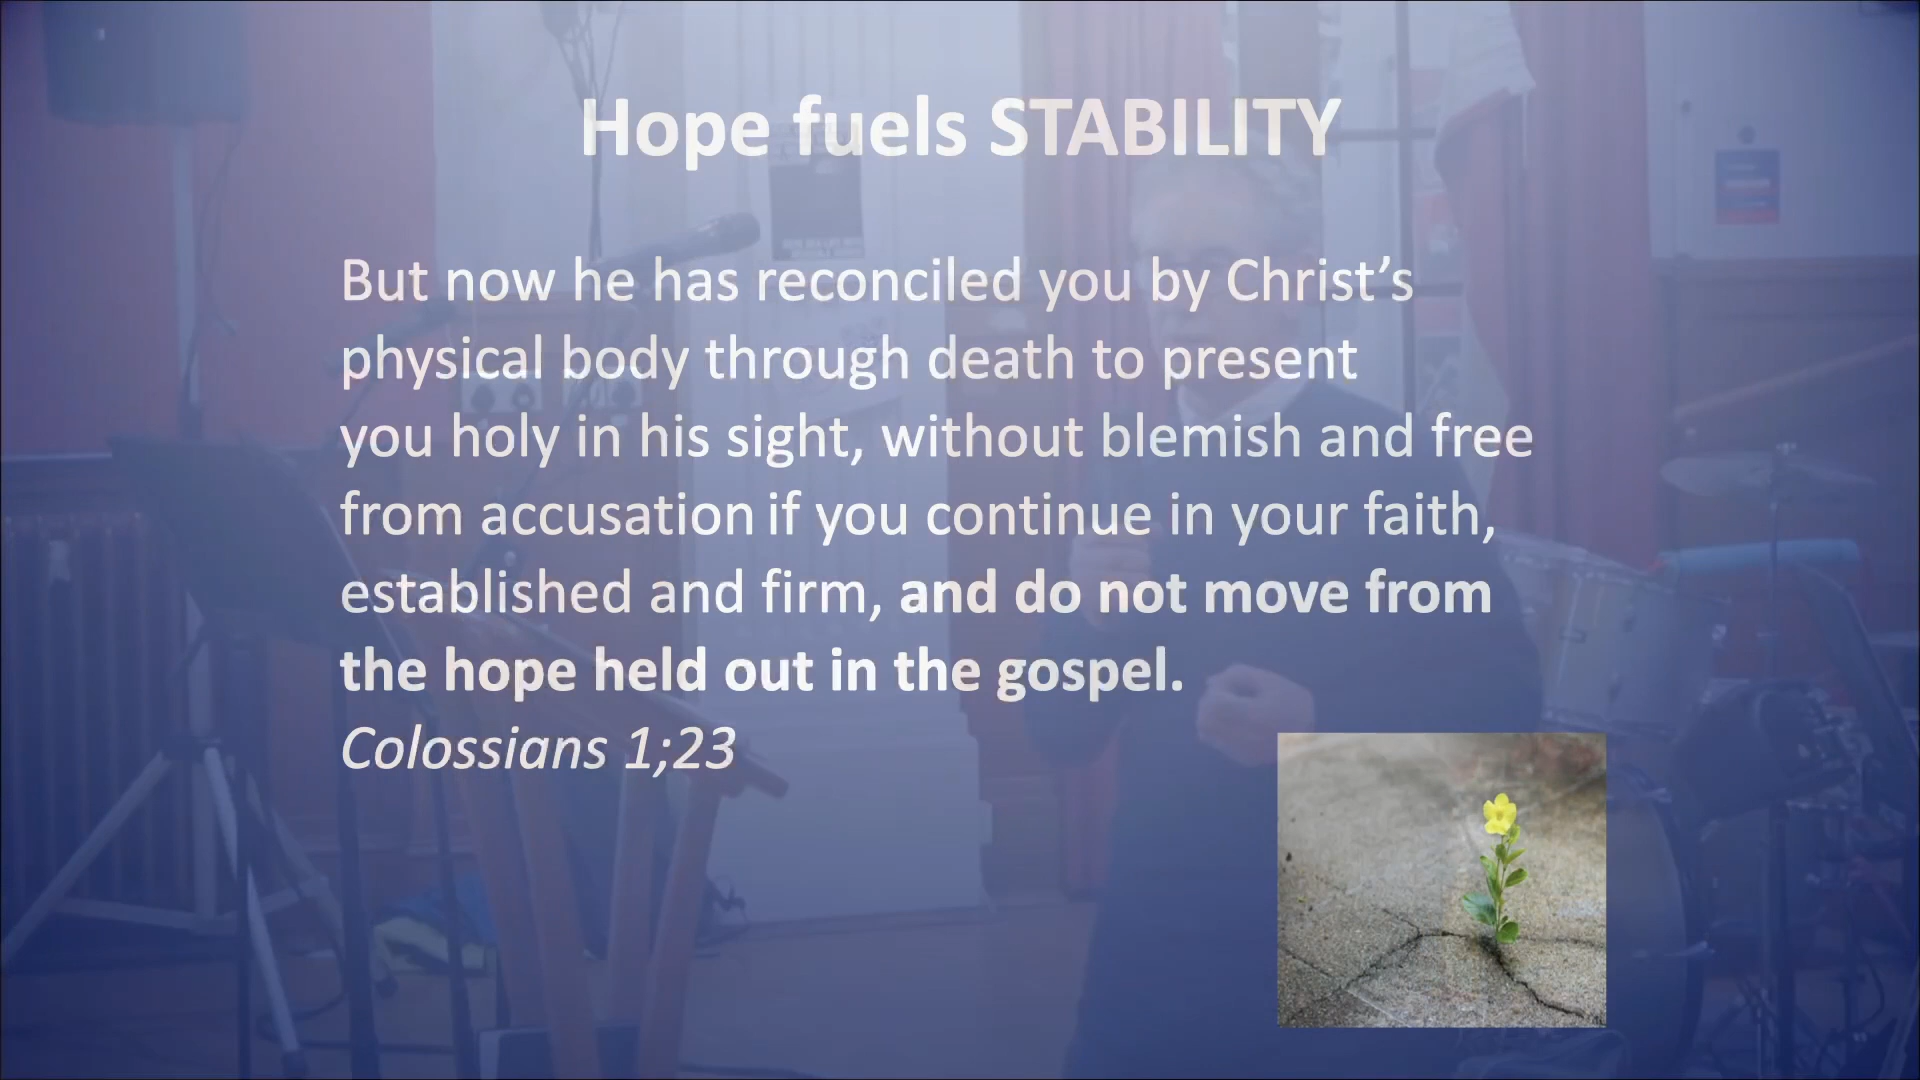 Hope fuels STABILITY
But now he has reconciled you by Christ’s
physical body through death to present
you holy in his sight, without blemish and free
from accusation if you continue in your faith,
established and firm, and do not move from
the hope held out in the gospel.
Colossians 1;23